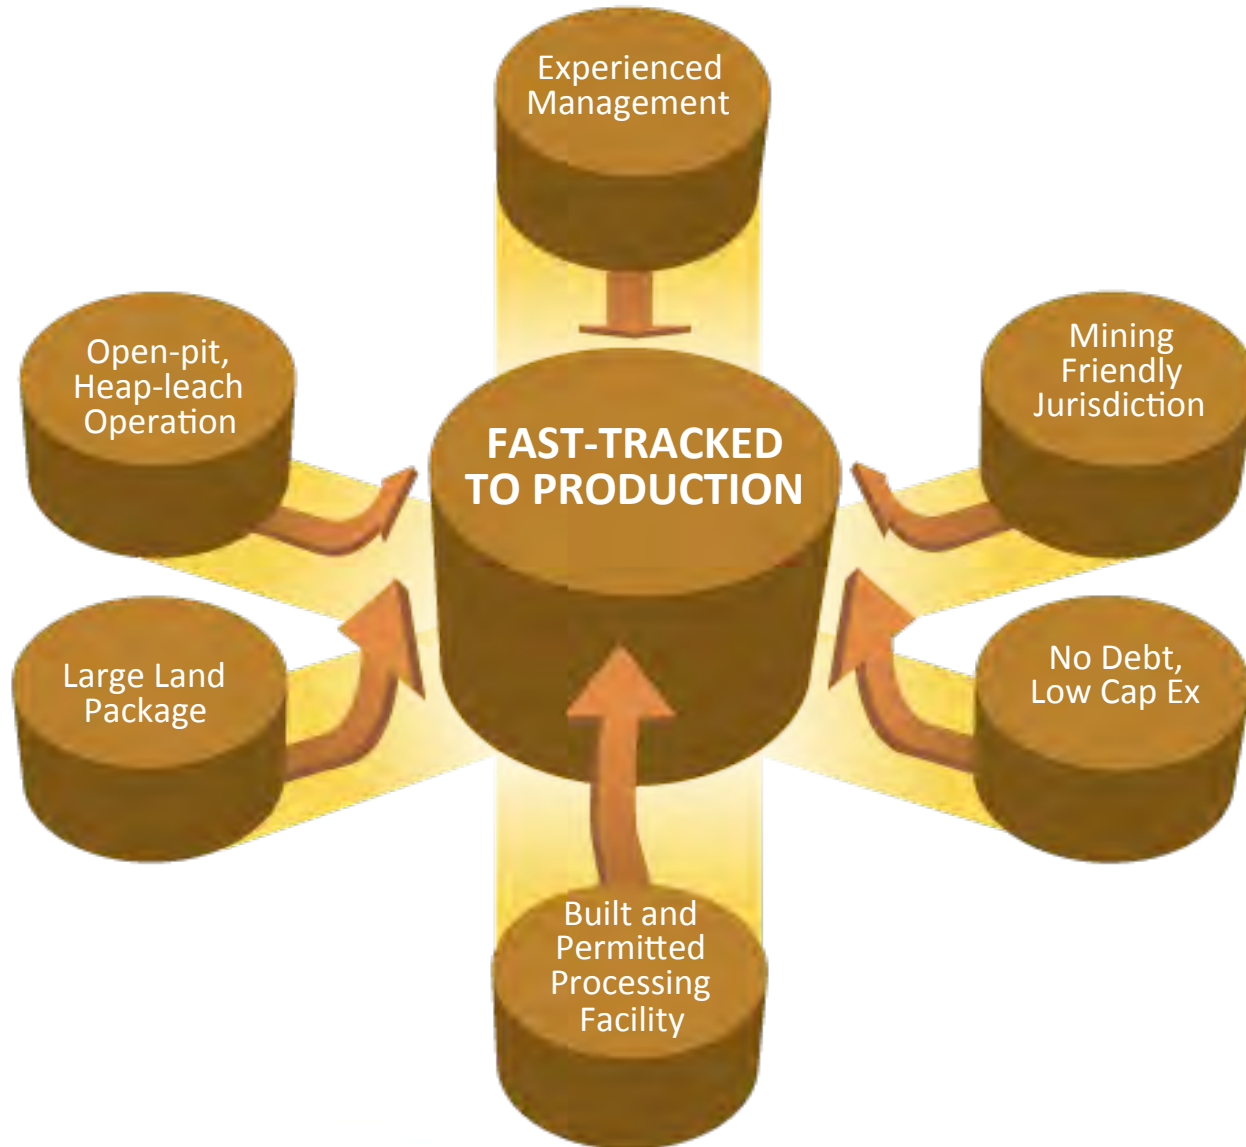 Experienced
Management
Open-pit,
Heap-leach
Operation
Mining
Friendly
Jurisdiction
FAST-TRACKED
TO PRODUCTION
Large Land
Package
No Debt,
Low Cap Ex
Built and
Permitted
Processing
Facility